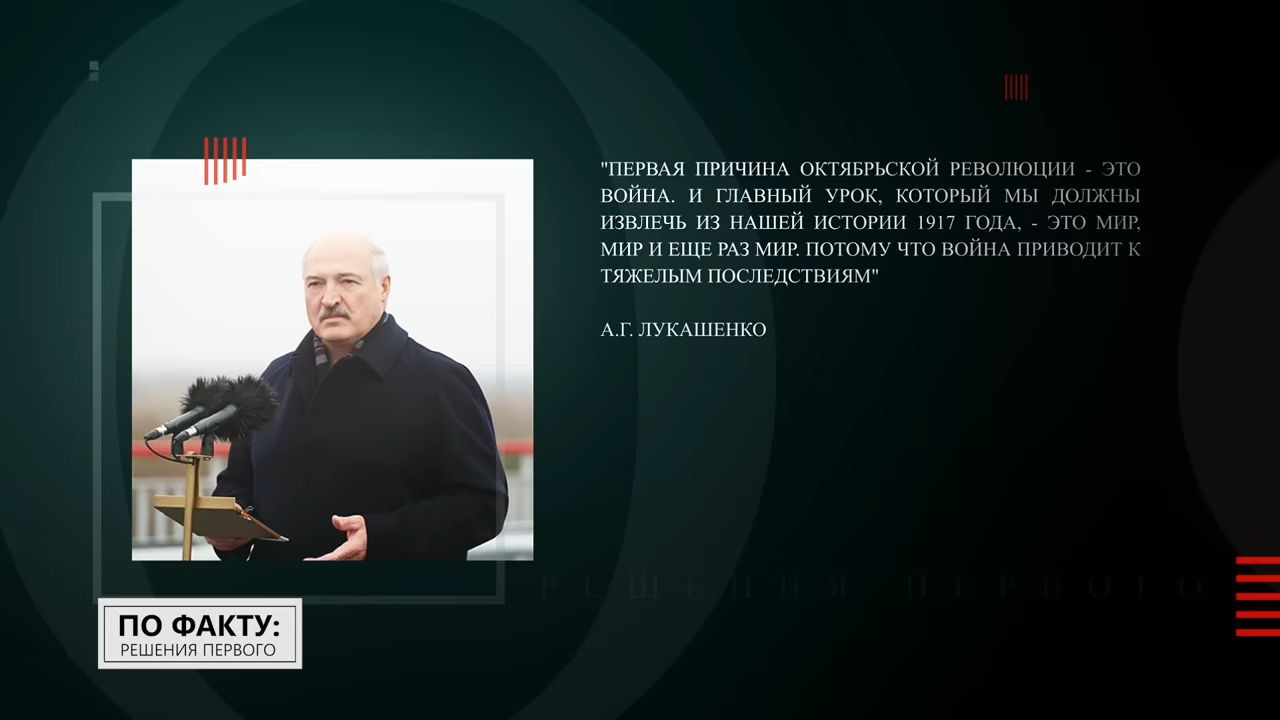 "ПЕРВАЯ ПРИЧИНА ОКТЯБРЬСКОЙ РЕВОЛЮЦИИ - ЭТО
ВОЙНА. И ГЛАВНЫЙ УРОК, КОТОРЫЙ МЫ ДОЛЖНЫ
ИЗВЛЕЧЬ ИЗ НАШЕЙ ИСТОРИИ 1917 ГОДА, - ЭТО МИР,
МИР И ЕЩЕ РАЗ МИР. ПОТОМУ ЧТО ВОЙНА ПРИВОДИТ К
ТЯЖЕЛЫМ ПОСЛЕДСТВИЯМ"
А.Г. ЛУКАШЕНКО
РЕШЕНИЯ ПЕРВОГО
ПО ФАКТУ:
РЕШЕНИЯ ПЕРВОГО